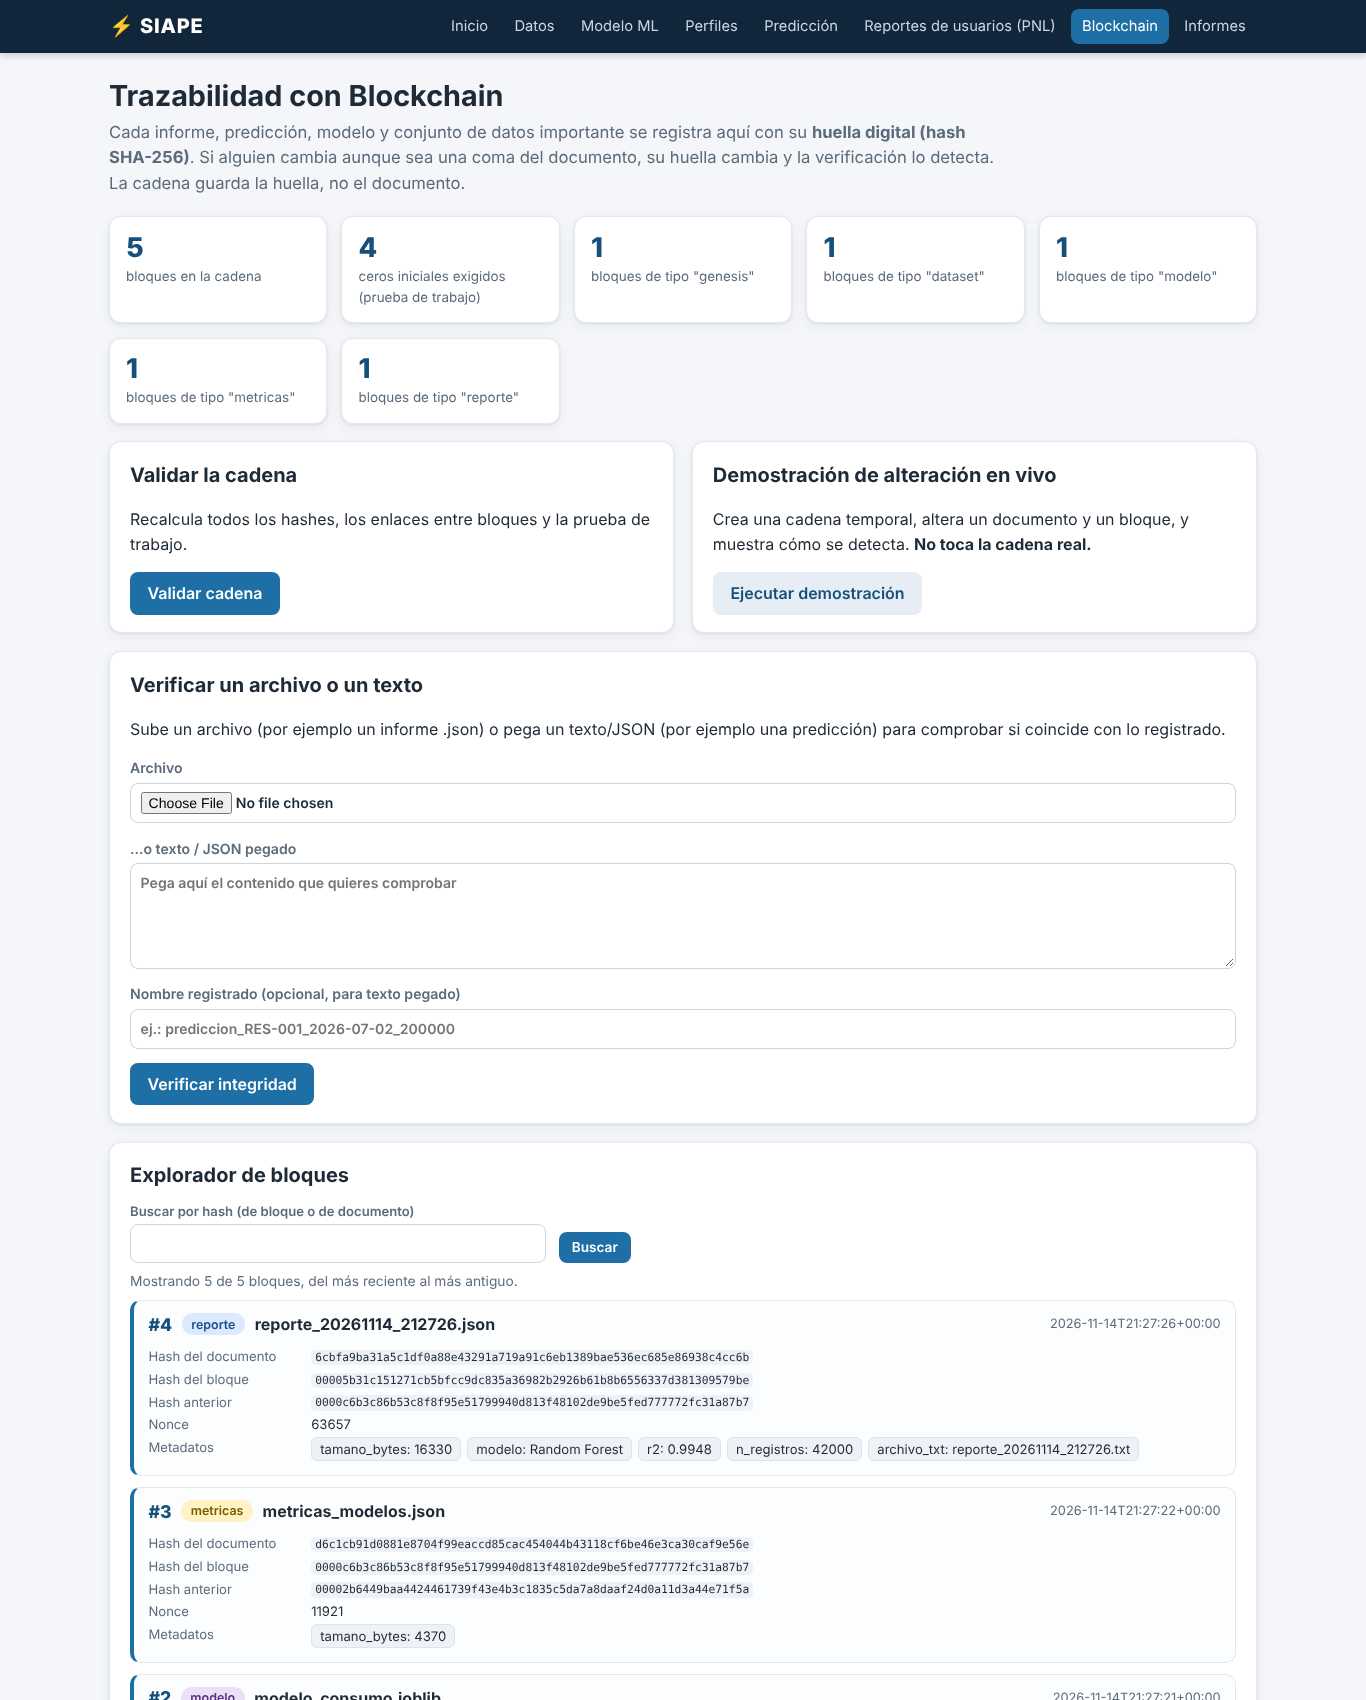 ⚡ SIAPE
Inicio Datos Modelo ML Perfiles Predicción Reportes de usuarios (PNL) Blockchain Informes
Trazabilidad con Blockchain
Cada informe, predicción, modelo y conjunto de datos importante se registra aquí con su huella digital (hash
SHA-256). Si alguien cambia aunque sea una coma del documento, su huella cambia y la verificación lo detecta.
La cadena guarda la huella, no el documento.
5
bloques en la cadena
4
ceros iniciales exigidos
(prueba de trabajo)
1
bloques de tipo "genesis"
1
bloques de tipo "dataset"
1
bloques de tipo "modelo"
1
bloques de tipo "metricas"
1
bloques de tipo "reporte"
Validar la cadena
Recalcula todos los hashes, los enlaces entre bloques y la prueba de
trabajo.
Validar cadena
Demostración de alteración en vivo
Crea una cadena temporal, altera un documento y un bloque, y
muestra cómo se detecta. No toca la cadena real.
Ejecutar demostración
Verificar un archivo o un texto
Sube un archivo (por ejemplo un informe .json) o pega un texto/JSON (por ejemplo una predicción) para comprobar si coincide con lo registrado.
Archivo
Choose File No file chosen
...o texto / JSON pegado
Pega aquí el contenido que quieres comprobar
Nombre registrado (opcional, para texto pegado)
ej.: prediccion_RES-001_2026-07-02_200000
Verificar integridad
Explorador de bloques
Buscar por hash (de bloque o de documento)
Buscar
Mostrando 5 de 5 bloques, del más reciente al más antiguo.
#4 reporte reporte_20261114_212726.json 2026-11-14T21:27:26+00:00
Hash del documento 6cbfa9ba31a5c1df0a88e43291a719a91c6eb1389bae536ec685e86938c4cc6b
Hash del bloque 00005b31c151271cb5bfcc9dc835a36982b2926b61b8b6556337d381309579be
Hash anterior 0000c6b3c86b53c8f8f95e51799940d813f48102de9be5fed777772fc31a87b7
Nonce 63657
Metadatos tamano_bytes: 16330 modelo: Random Forest r2: 0.9948 n_registros: 42000 archivo_txt: reporte_20261114_212726.txt
#3 metricas metricas_modelos.json 2026-11-14T21:27:22+00:00
Hash del documento d6c1cb91d0881e8704f99eaccd85cac454044b43118cf6be46e3ca30caf9e56e
Hash del bloque 0000c6b3c86b53c8f8f95e51799940d813f48102de9be5fed777772fc31a87b7
Hash anterior 00002b6449baa4424461739f43e4b3c1835c5da7a8daaf24d0a11d3a44e71f5a
Nonce 11921
Metadatos tamano_bytes: 4370
#2 modelo modelo_consumo.joblib 2026-11-14T21:27:21+00:00